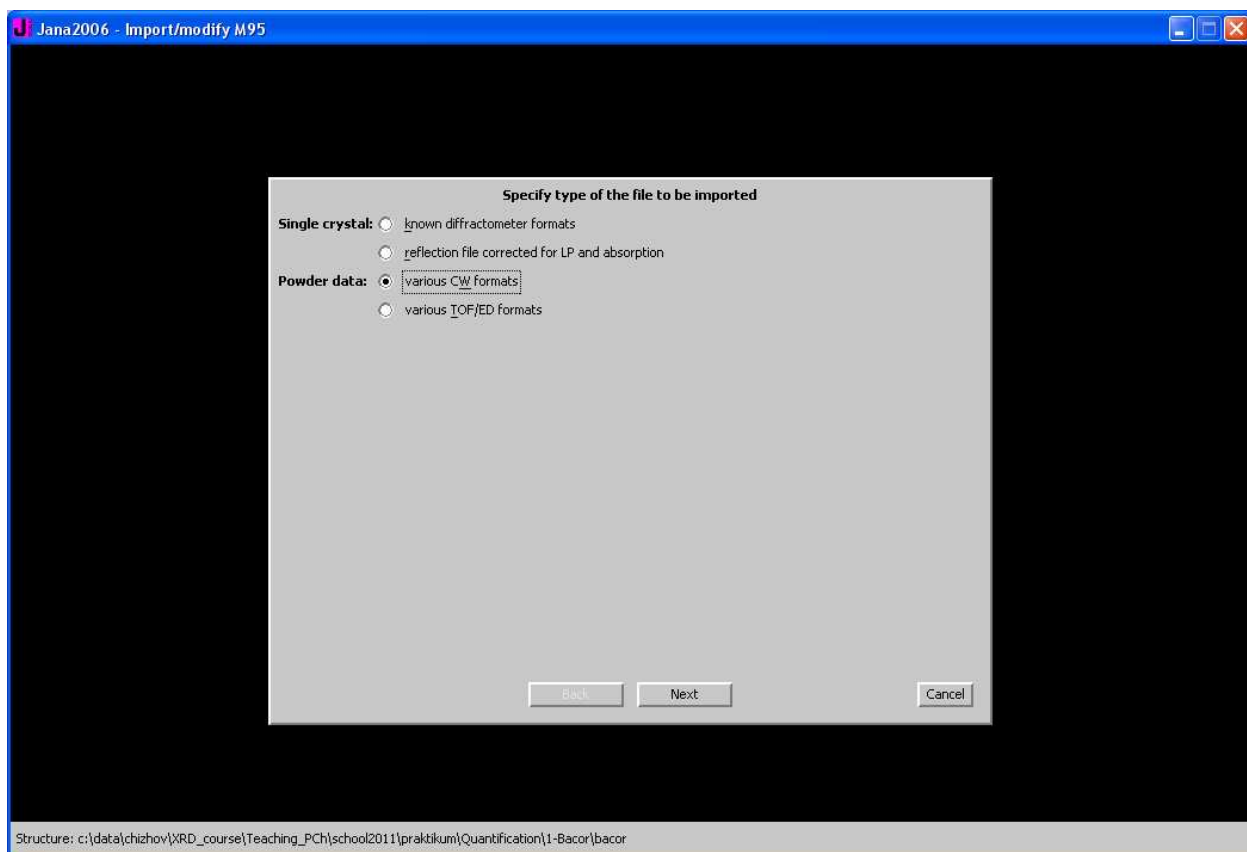 Jana2006 - Import/modify M95
Specify type of the file to be imported
Single crystal: known diffractometer formats
reflection file corrected for LP and absorption
Powder data: various CW formats
various TOF/ED formats
Back Next Cancel
Structure: c:\data\chizhov\XRD_course\Teaching_PCh\school2011\praktikum\Quantification\1-Bacor\bacor